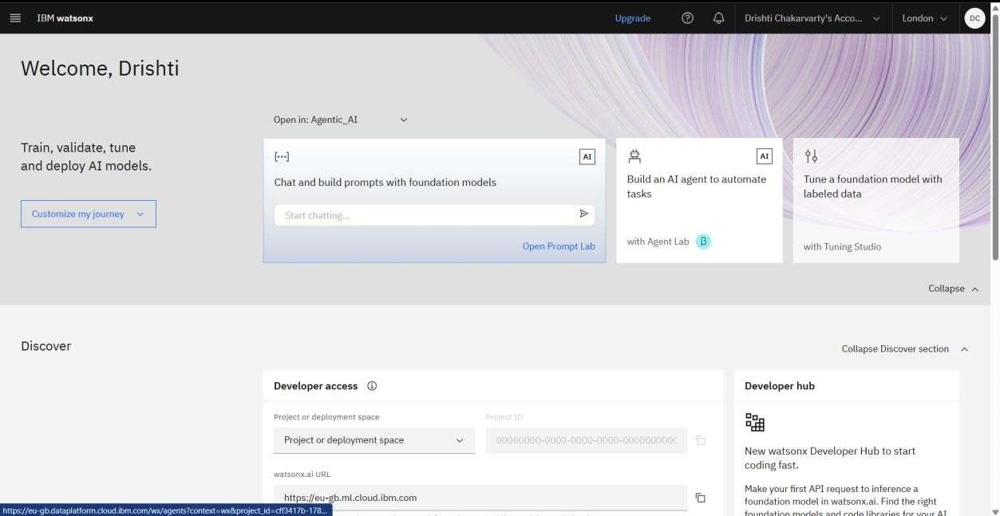 IBM watsonx
Upgrade
Drishti Chakarvarty's Acco...
London
DC
Welcome, Drishti
Open in: Agentic_AI
Train, validate, tune
and deploy AI models.
Customize my journey
[...]
AI
Chat and build prompts with foundation models
Start chatting...
Open Prompt Lab
AI
Build an AI agent to automate
tasks
with Agent Lab β
Tune a foundation model with
labeled data
with Tuning Studio
Collapse
Discover
Collapse Discover section
Developer access
Project or deployment space
Project ID
Project or deployment space
00000000-0000-0000-0000-000000000
watsonx.ai URL
https://eu-gb.ml.cloud.ibm.com
Developer hub
New watsonx Developer Hub to start
coding fast.
Make your first API request to inference a
foundation model in watsonx.ai. Find the right
foundation models and code libraries for your AI
https://eu-gb.dataplatform.cloud.ibm.com/wx/agents?context=wx&project_id=cff3417b-178...